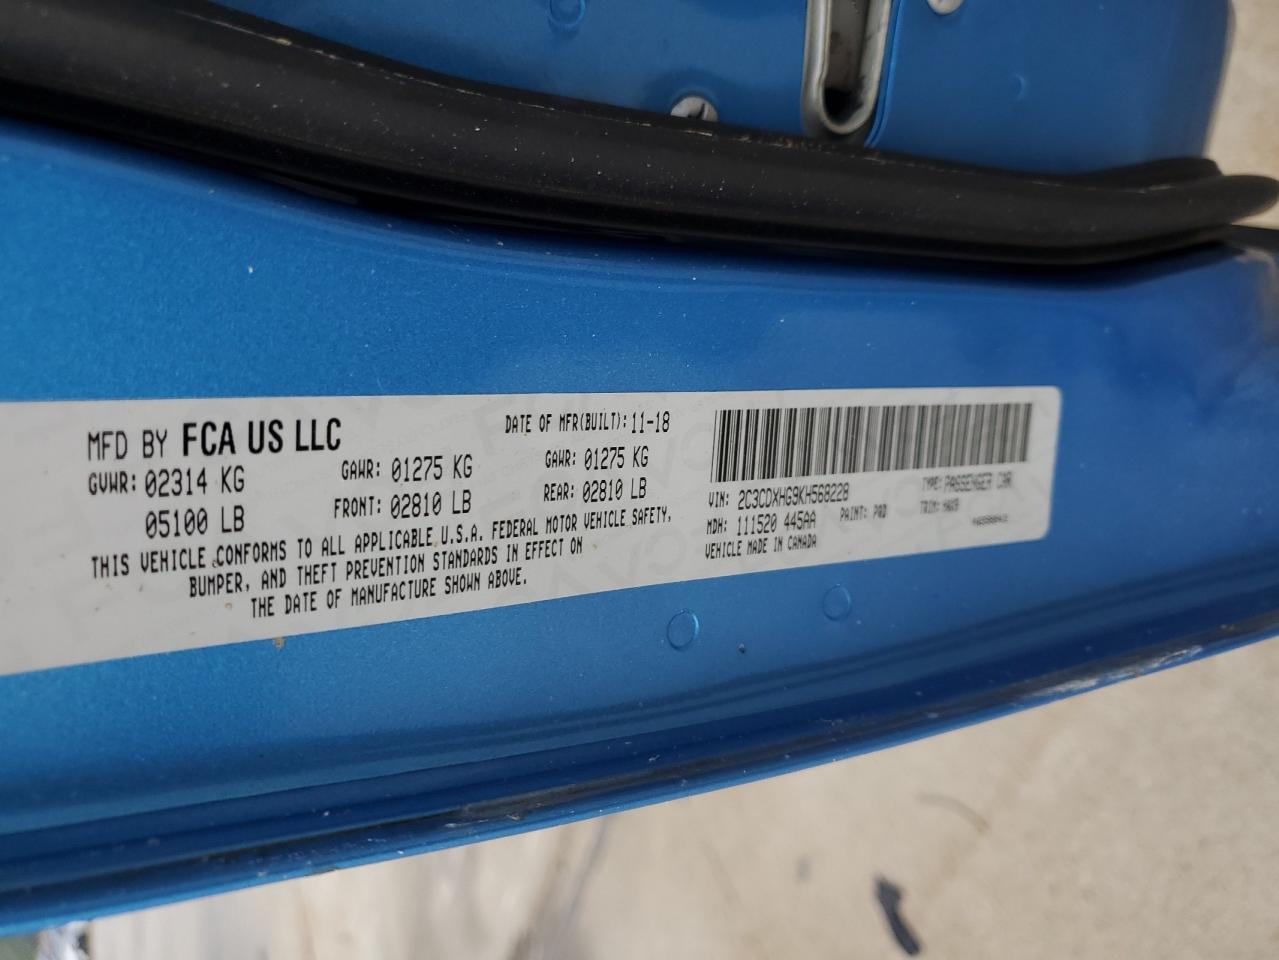 MFD BY FCA US LLC
DATE OF MFR(BUILT): 11-18
GVWR: 02314 KG
05100 LB
GAWR: 01275 KG
FRONT: 02810 LB
GAWR: 01275 KG
REAR: 02810 LB
THIS VEHICLE CONFORMS TO ALL APPLICABLE U.S.A. FEDERAL MOTOR VEHICLE SAFETY,
BUMPER, AND THEFT PREVENTION STANDARDS IN EFFECT ON
THE DATE OF MANUFACTURE SHOWN ABOVE.
VIN: 2C3CDXHG9KH568228
TYPE: PASSENGER CAR
MDH: 111520 445AA
PAINT:
TRIM:
VEHICLE MADE IN CANADA